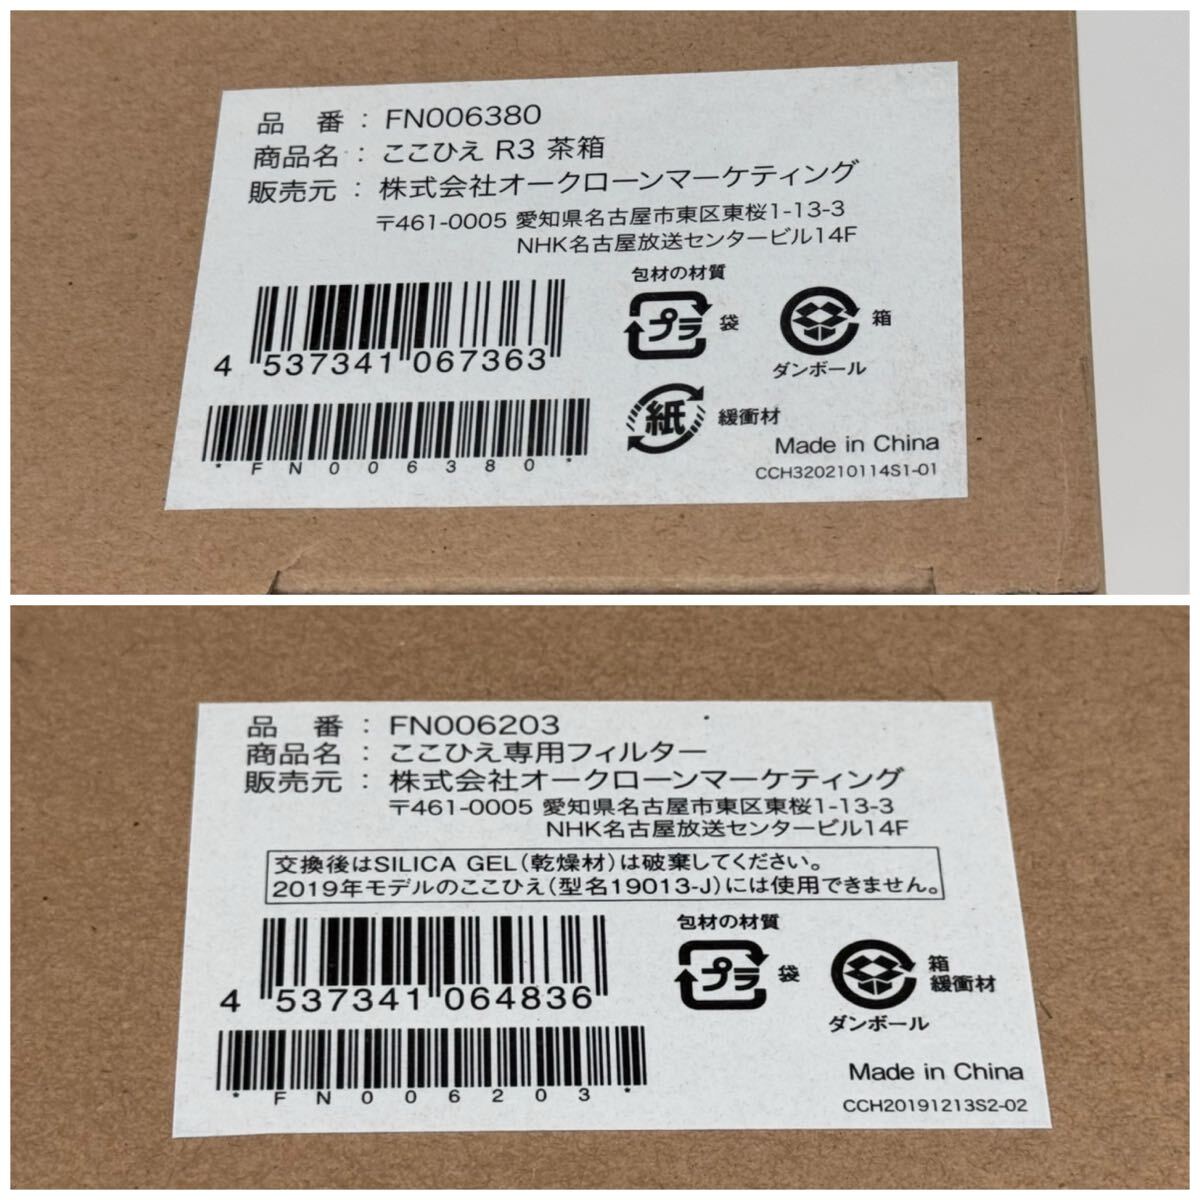 品 番 : FN006380
商品名 : ここひえ R3 茶箱
販売元 : 株式会社オークローンマーケティング
〒461-0005 愛知県名古屋市東区東桜1-13-3
NHK名古屋放送センタービル14F
包材の材質
プラ 袋
箱
ダンボール
4 537341 067363
紙 緩衝材
*FN006380*
Made in China
CCH320210114S1-01
品 番 : FN006203
商品名 : ここひえ専用フィルター
販売元 : 株式会社オークローンマーケティング
〒461-0005 愛知県名古屋市東区東桜1-13-3
NHK名古屋放送センタービル14F
交換後はSILICA GEL(乾燥材)は破棄してください。
2019年モデルのここひえ(型名19013-J)には使用できません。
包材の材質
プラ 袋
箱
緩衝材
ダンボール
4 537341 064836
*FN006203*
Made in China
CCH20191213S2-02